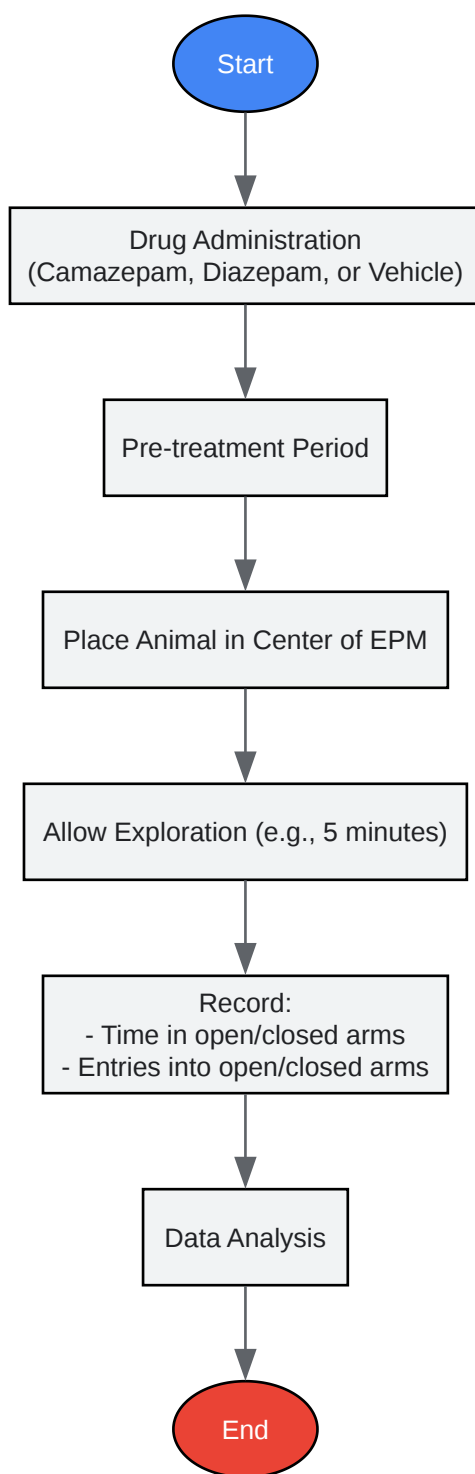 Start
Drug Administration
(Camazepam, Diazepam, or Vehicle)
Pre-treatment Period
Place Animal in Center of EPM
Allow Exploration (e.g., 5 minutes)
Record:
- Time in open/closed arms
- Entries into open/closed arms
Data Analysis
End